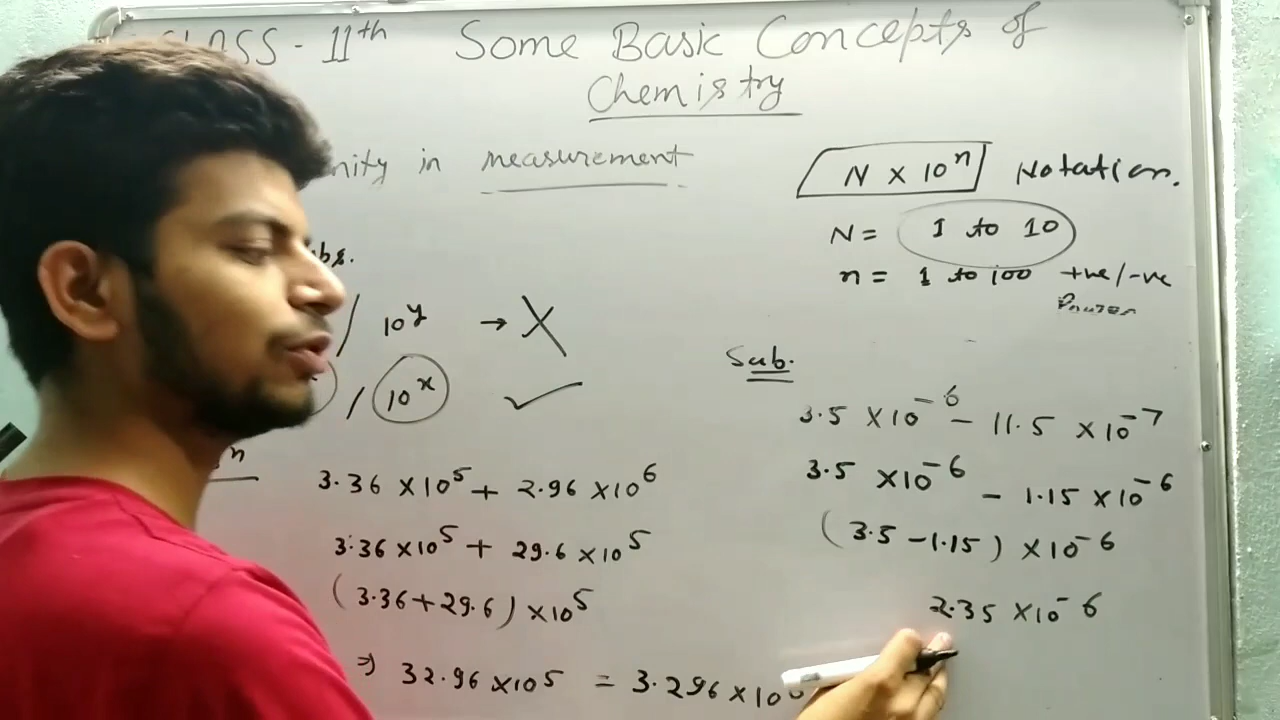 CLASS - 11th Some Basic Concepts of
Chemistry
nity in measurement
N X 10^n Notation.
N = 1 to 10
n = 1 to 100 +ve/-ve
Power
bs.
/ 10^y → X
/ 10^x ✓
Sub.
3.5 X 10^-6 - 11.5 X 10^-7
3.5 X 10^-6 - 1.15 X 10^-6
(3.5 - 1.15) X 10^-6
2.35 X 10^-6
n
3.36 X 10^5 + 2.96 X 10^6
3.36 X 10^5 + 29.6 X 10^5
(3.36 + 29.6) X 10^5
⇒ 32.96 X 10^5 = 3.296 X 10